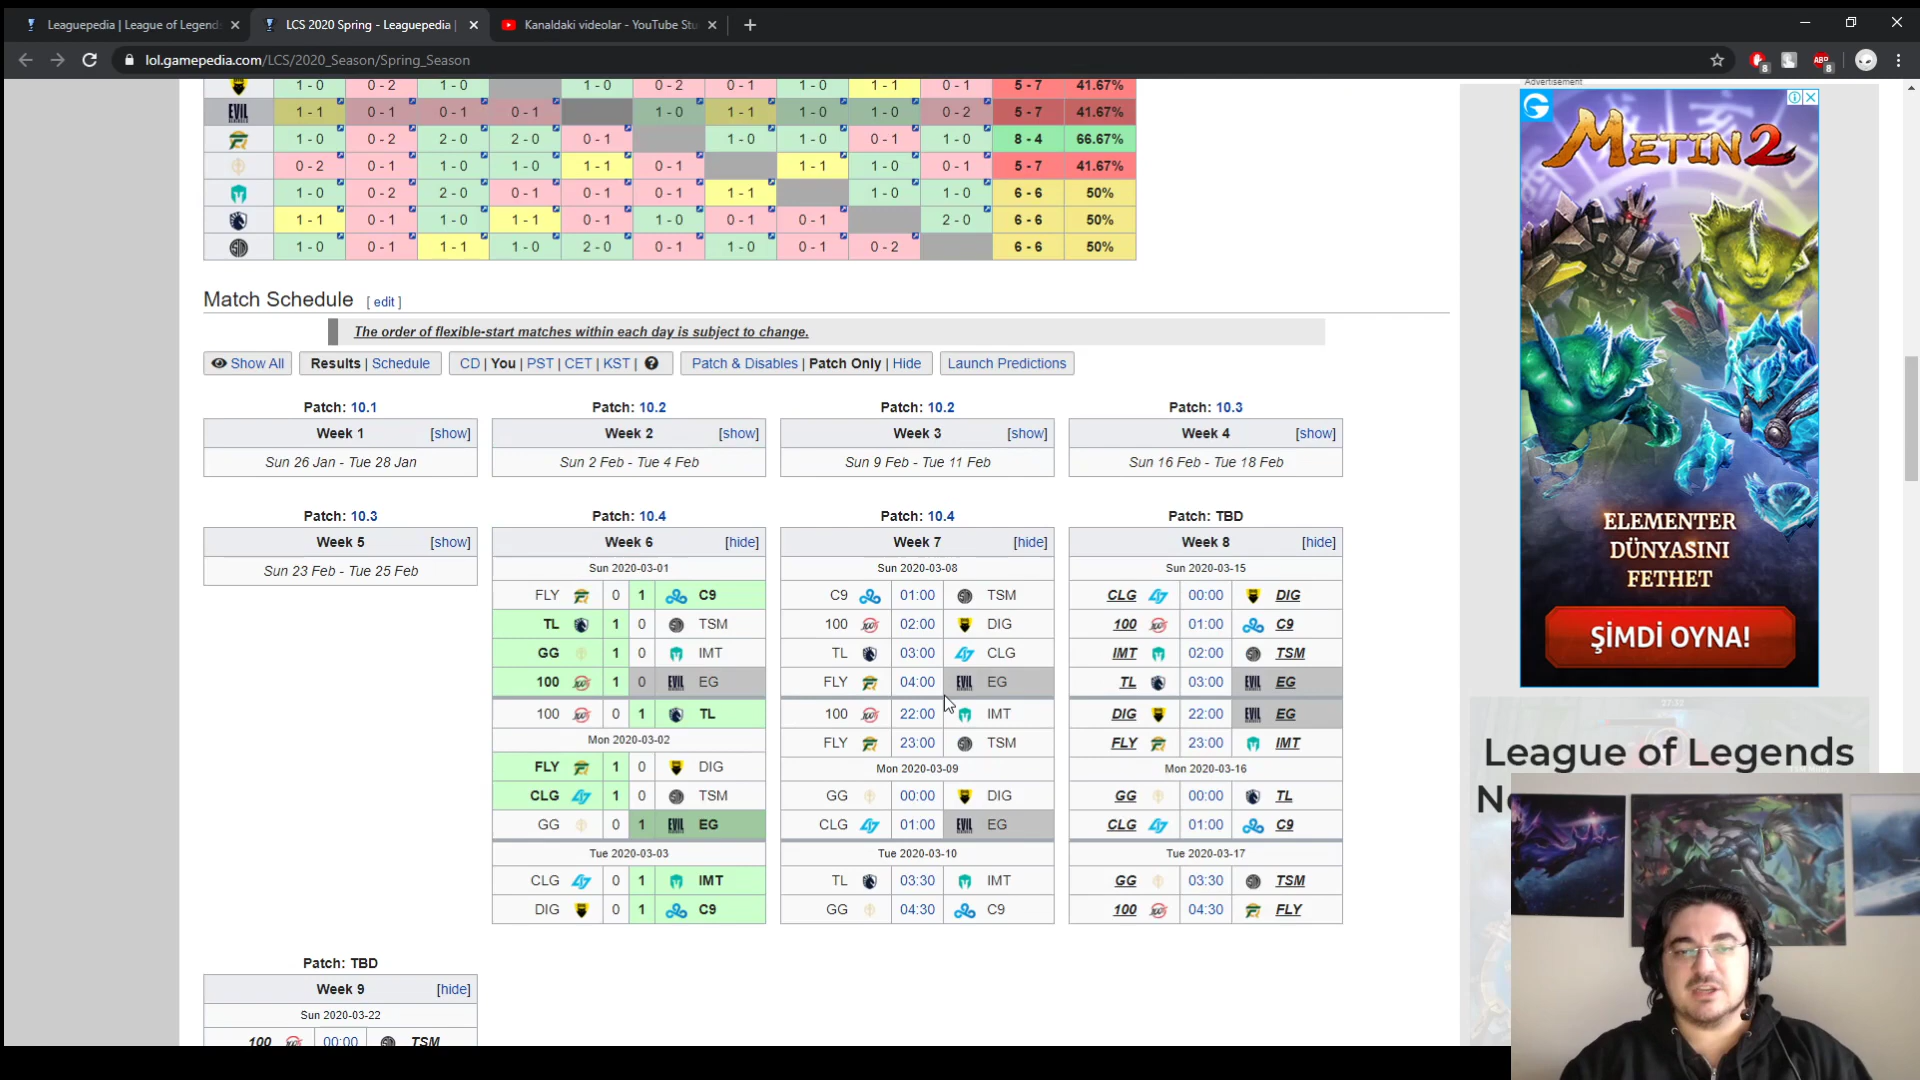 Leaguepedia | League of Legends
LCS 2020 Spring - Leaguepedia |
Kanaldaki videolar - YouTube Stu
lol.gamepedia.com/LCS/2020_Season/Spring_Season
8
ABP 8
1 - 0 0 - 2 1 - 0 1 - 0 0 - 2 0 - 1 1 - 0 1 - 1 0 - 1 5 - 7 41.67%
EVIL 1 - 1 0 - 1 0 - 1 0 - 1 1 - 0 1 - 1 1 - 0 1 - 0 0 - 2 5 - 7 41.67%
1 - 0 0 - 2 2 - 0 2 - 0 0 - 1 1 - 0 1 - 0 0 - 1 1 - 0 8 - 4 66.67%
0 - 2 0 - 1 1 - 0 1 - 0 1 - 1 0 - 1 1 - 1 1 - 0 0 - 1 5 - 7 41.67%
1 - 0 0 - 2 2 - 0 0 - 1 0 - 1 0 - 1 1 - 1 1 - 0 1 - 0 6 - 6 50%
1 - 1 0 - 1 1 - 0 1 - 1 0 - 1 1 - 0 0 - 1 0 - 1 2 - 0 6 - 6 50%
1 - 0 0 - 1 1 - 1 1 - 0 2 - 0 0 - 1 1 - 0 0 - 1 0 - 2 6 - 6 50%
Match Schedule [ edit ]
The order of flexible-start matches within each day is subject to change.
Show All Results | Schedule CD | You | PST | CET | KST | ? Patch & Disables | Patch Only | Hide Launch Predictions
Patch: 10.1
Week 1 [show]
Sun 26 Jan - Tue 28 Jan
Patch: 10.2
Week 2 [show]
Sun 2 Feb - Tue 4 Feb
Patch: 10.2
Week 3 [show]
Sun 9 Feb - Tue 11 Feb
Patch: 10.3
Week 4 [show]
Sun 16 Feb - Tue 18 Feb
Patch: 10.3
Week 5 [show]
Sun 23 Feb - Tue 25 Feb
Patch: 10.4
Week 6 [hide]
Sun 2020-03-01
FLY 0 1 C9
TL 1 0 TSM
GG 1 0 IMT
100 1 0 EVIL EG
100 0 1 TL
Mon 2020-03-02
FLY 1 0 DIG
CLG 1 0 TSM
GG 0 1 EVIL EG
Tue 2020-03-03
CLG 0 1 IMT
DIG 0 1 C9
Patch: 10.4
Week 7 [hide]
Sun 2020-03-08
C9 01:00 TSM
100 02:00 DIG
TL 03:00 CLG
FLY 04:00 EVIL EG
100 22:00 IMT
FLY 23:00 TSM
Mon 2020-03-09
GG 00:00 DIG
CLG 01:00 EVIL EG
Tue 2020-03-10
TL 03:30 IMT
GG 04:30 C9
Patch: TBD
Week 8 [hide]
Sun 2020-03-15
CLG 00:00 DIG
100 01:00 C9
IMT 02:00 TSM
TL 03:00 EVIL EG
DIG 22:00 EVIL EG
FLY 23:00 IMT
Mon 2020-03-16
GG 00:00 TL
CLG 01:00 C9
Tue 2020-03-17
GG 03:30 TSM
100 04:30 FLY
Patch: TBD
Week 9 [hide]
Sun 2020-03-22
100 00:00 TSM
Advertisement
METIN 2
ELEMENTER
DÜNYASINI
FETHET
ŞİMDİ OYNA!
League of Legends